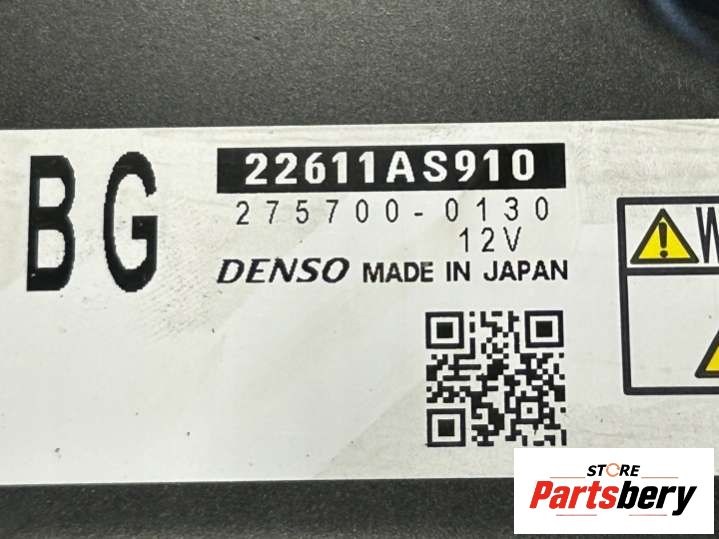 BG
22611AS910
275700-0130
12V
DENSO MADE IN JAPAN
W
STORE
Partsbery